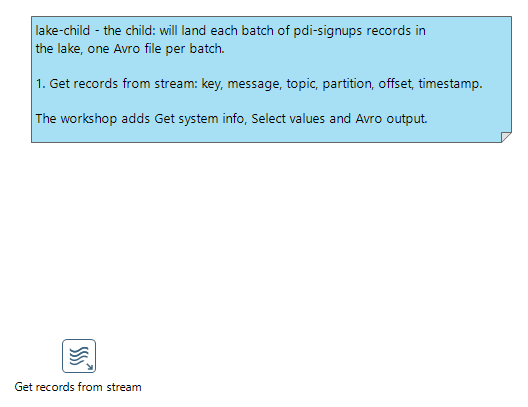 lake-child - the child: will land each batch of pdi-signups records in
the lake, one Avro file per batch.
1. Get records from stream: key, message, topic, partition, offset, timestamp.
The workshop adds Get system info, Select values and Avro output.
Get records from stream